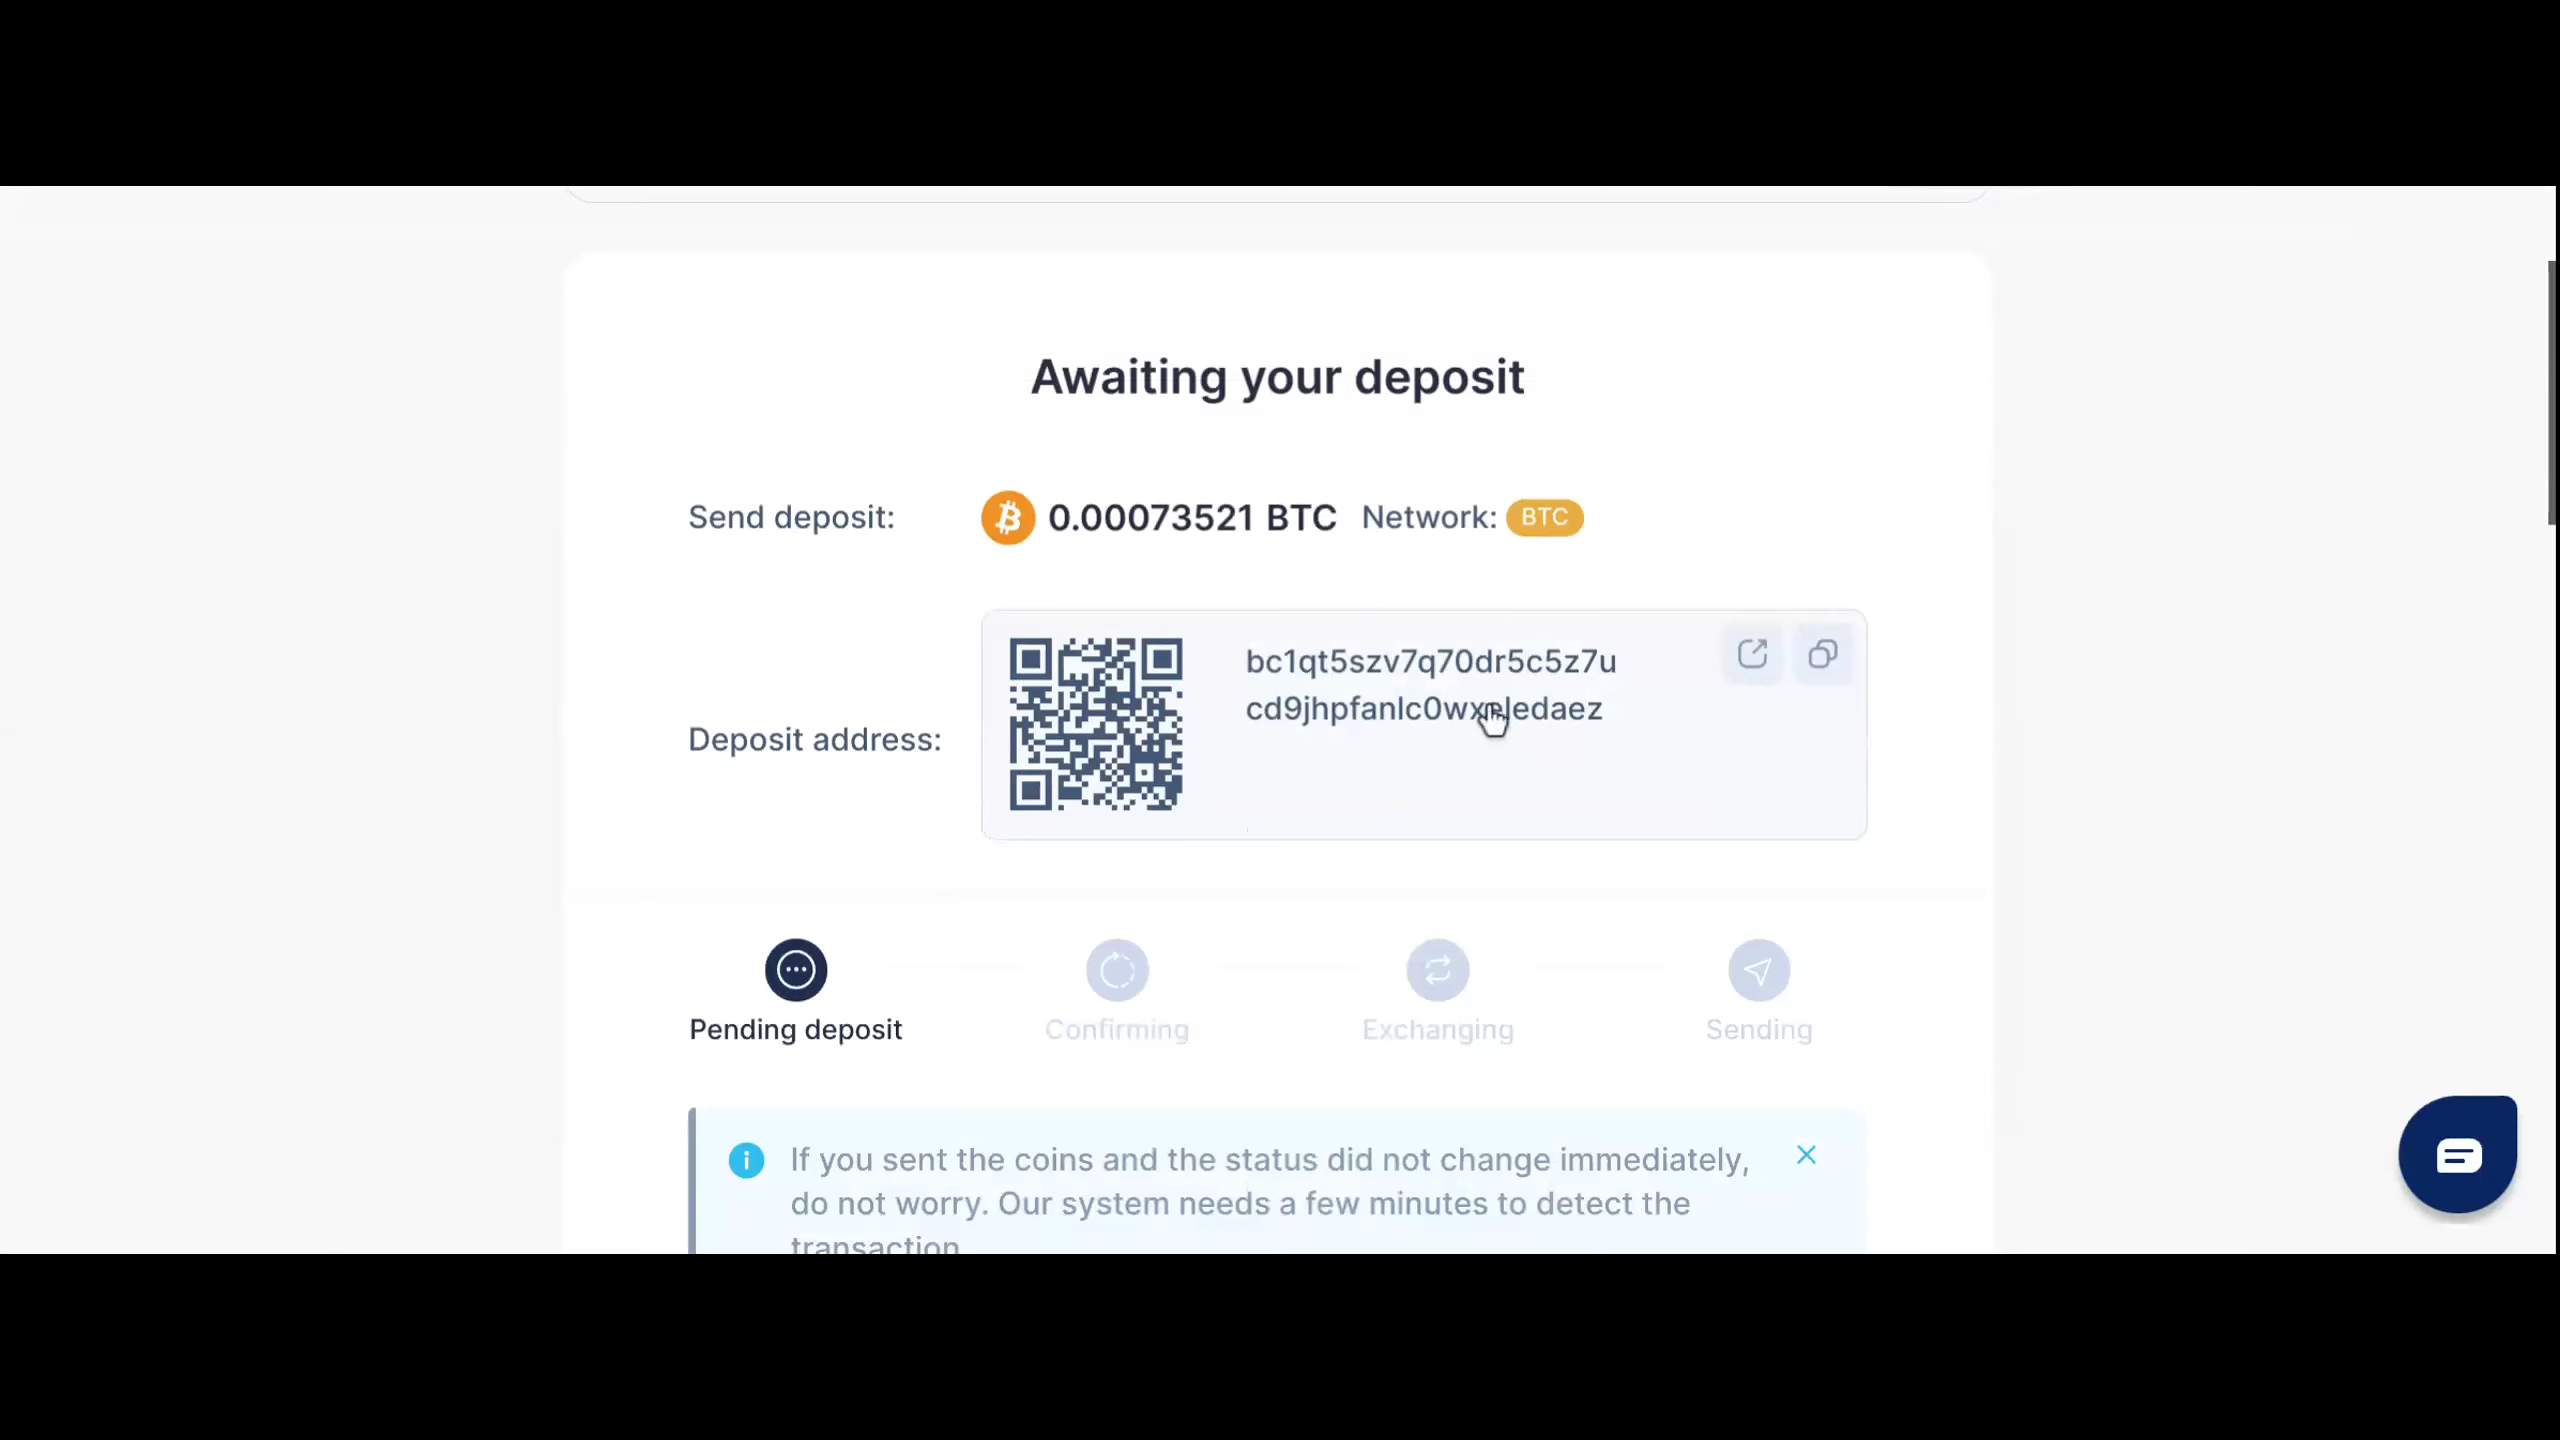 Awaiting your deposit
Send deposit:
0.00073521 BTC Network: BTC
bc1qt5szv7q70dr5c5z7u
Deposit address:
Pending deposit
Confirming
Exchanging
Sending
If you sent the coins and the status did not change immediately,
do not worry. Our system needs a few minutes to detect the
transaction.